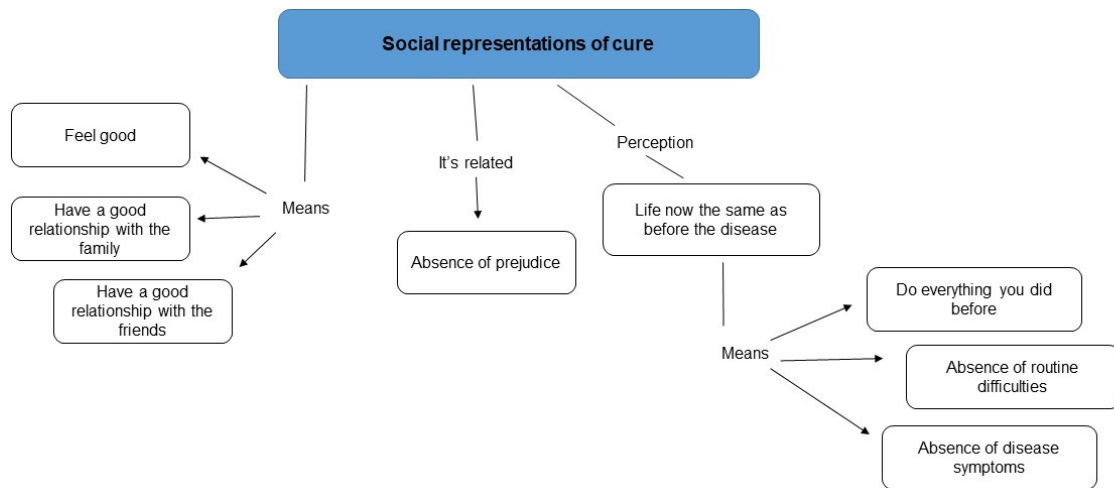 Social representations of cure
Feel good
Have a good
relationship with the
family
Have a good
relationship with the
friends
Means
It's related
Absence of prejudice
Perception
Life now the same as
before the disease
Means
Do everything you did
before
Absence of routine
difficulties
Absence of disease
symptoms